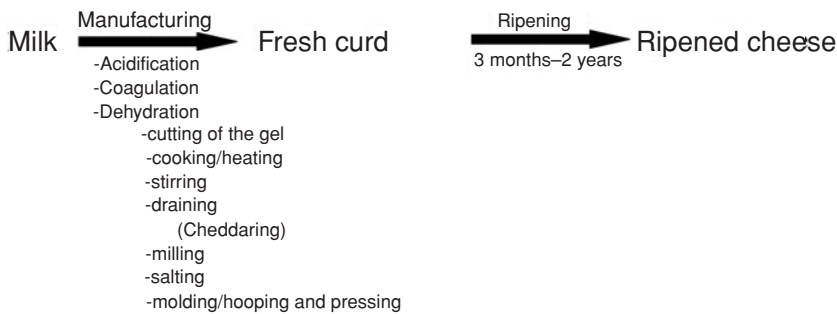 Manufacturing
Ripening
Milk Fresh curd Ripened cheese
3 months–2 years
-Acidification
-Coagulation
-Dehydration
-cutting of the gel
-cooking/heating
-stirring
-draining
(Cheddaring)
-milling
-salting
-molding/hooping and pressing